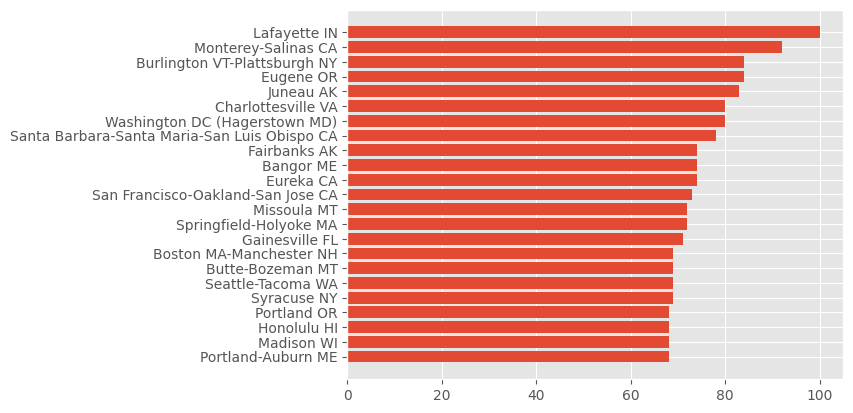 Lafayette IN
Monterey-Salinas CA
Burlington VT-Plattsburgh NY
Eugene OR
Juneau AK
Charlottesville VA
Washington DC (Hagerstown MD)
Santa Barbara-Santa Maria-San Luis Obispo CA
Fairbanks AK
Bangor ME
Eureka CA
San Francisco-Oakland-San Jose CA
Missoula MT
Springfield-Holyoke MA
Gainesville FL
Boston MA-Manchester NH
Butte-Bozeman MT
Seattle-Tacoma WA
Syracuse NY
Portland OR
Honolulu HI
Madison WI
Portland-Auburn ME
0 20 40 60 80 100